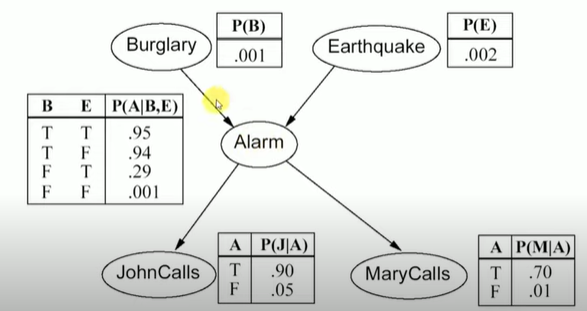 Burglary
P(B)
.001
Earthquake
P(E)
.002
B E P(A|B,E)
T T .95
T F .94
F T .29
F F .001
Alarm
JohnCalls
A P(J|A)
T .90
F .05
MaryCalls
A P(M|A)
T .70
F .01